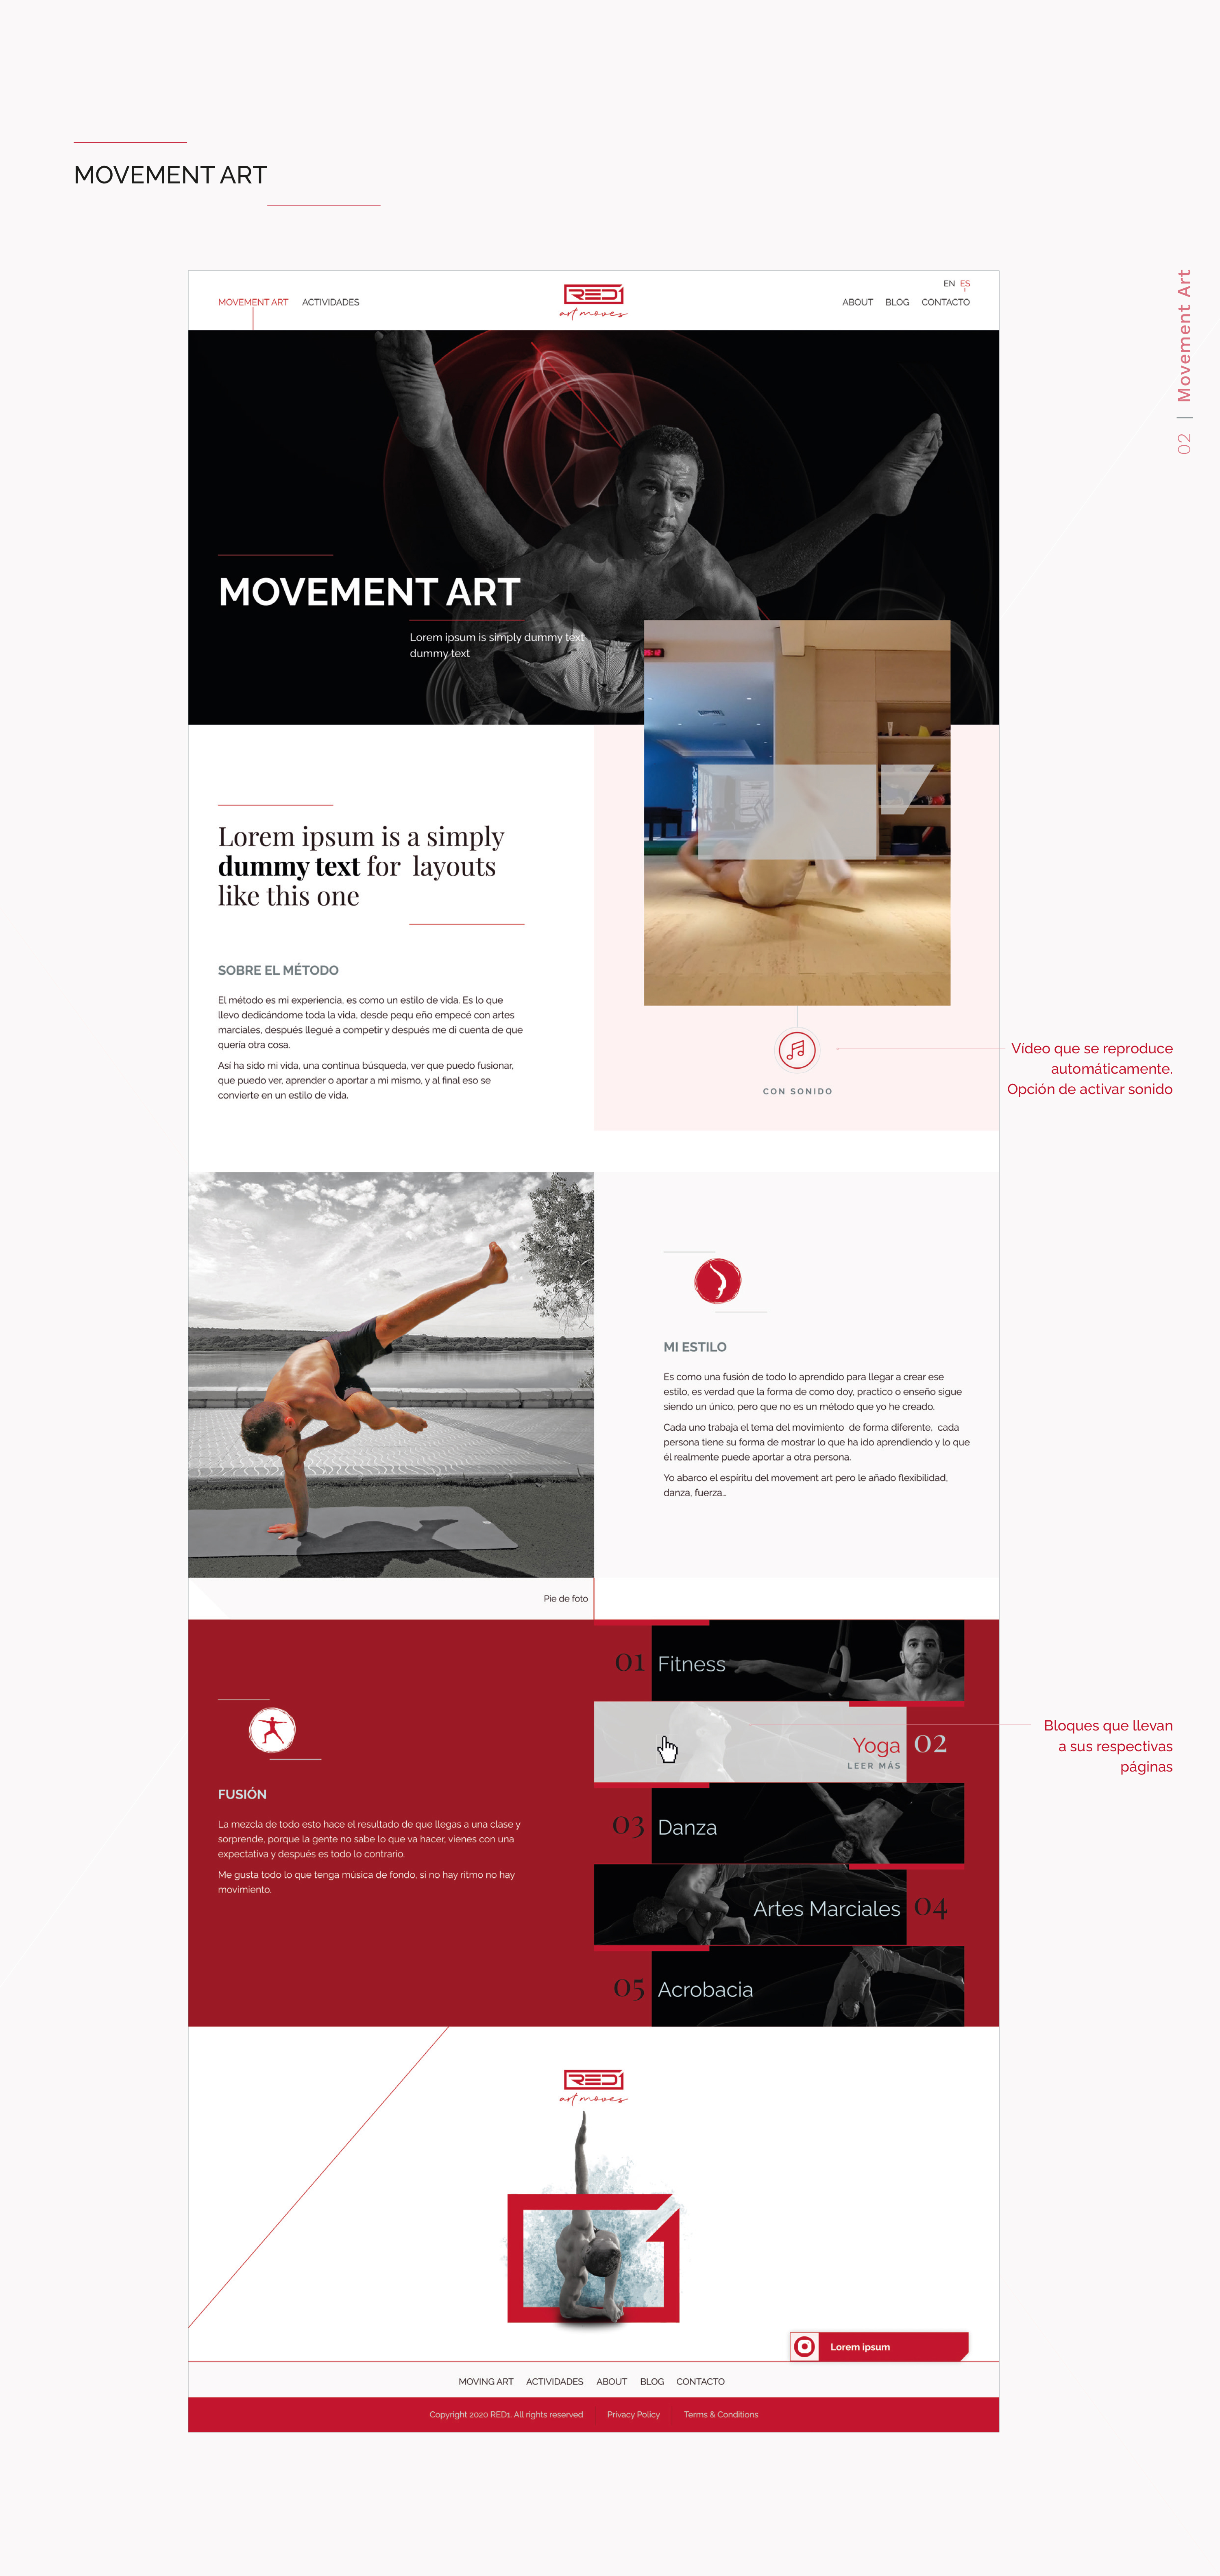 MOVEMENT ART
Movement Art
02
EN ES
MOVEMENT ART ACTIVIDADES
RED1
art moves
ABOUT BLOG CONTACTO
MOVEMENT ART
Lorem ipsum is simply dummy text
dummy text
Lorem ipsum is a simply
dummy text for layouts
like this one
SOBRE EL MÉTODO
El método es mi experiencia, es como un estilo de vida. Es lo que
llevo dedicándome toda la vida, desde pequ eño empecé con artes
marciales, después llegué a competir y después me di cuenta de que
quería otra cosa.
Así ha sido mi vida, una continua búsqueda, ver que puedo fusionar,
que puedo ver, aprender o aportar a mi mismo, y al final eso se
convierte en un estilo de vida.
CON SONIDO
Vídeo que se reproduce
automáticamente.
Opción de activar sonido
MI ESTILO
Es como una fusión de todo lo aprendido para llegar a crear ese
estilo, es verdad que la forma de como doy, practico o enseño sigue
siendo un único, pero que no es un método que yo he creado.
Cada uno trabaja el tema del movimiento de forma diferente, cada
persona tiene su forma de mostrar lo que ha ido aprendiendo y lo que
él realmente puede aportar a otra persona.
Yo abarco el espíritu del movement art pero le añado flexibilidad,
danza, fuerza...
Pie de foto
FUSIÓN
La mezcla de todo esto hace el resultado de que llegas a una clase y
sorprende, porque la gente no sabe lo que va hacer, vienes con una
expectativa y después es todo lo contrario.
Me gusta todo lo que tenga música de fondo, si no hay ritmo no hay
movimiento.
01 Fitness
Yoga 02
LEER MÁS
03 Danza
Artes Marciales 04
05 Acrobacia
Bloques que llevan
a sus respectivas
páginas
RED1
art moves
Lorem ipsum
MOVING ART ACTIVIDADES ABOUT BLOG CONTACTO
Copyright 2020 RED1. All rights reserved Privacy Policy Terms & Conditions